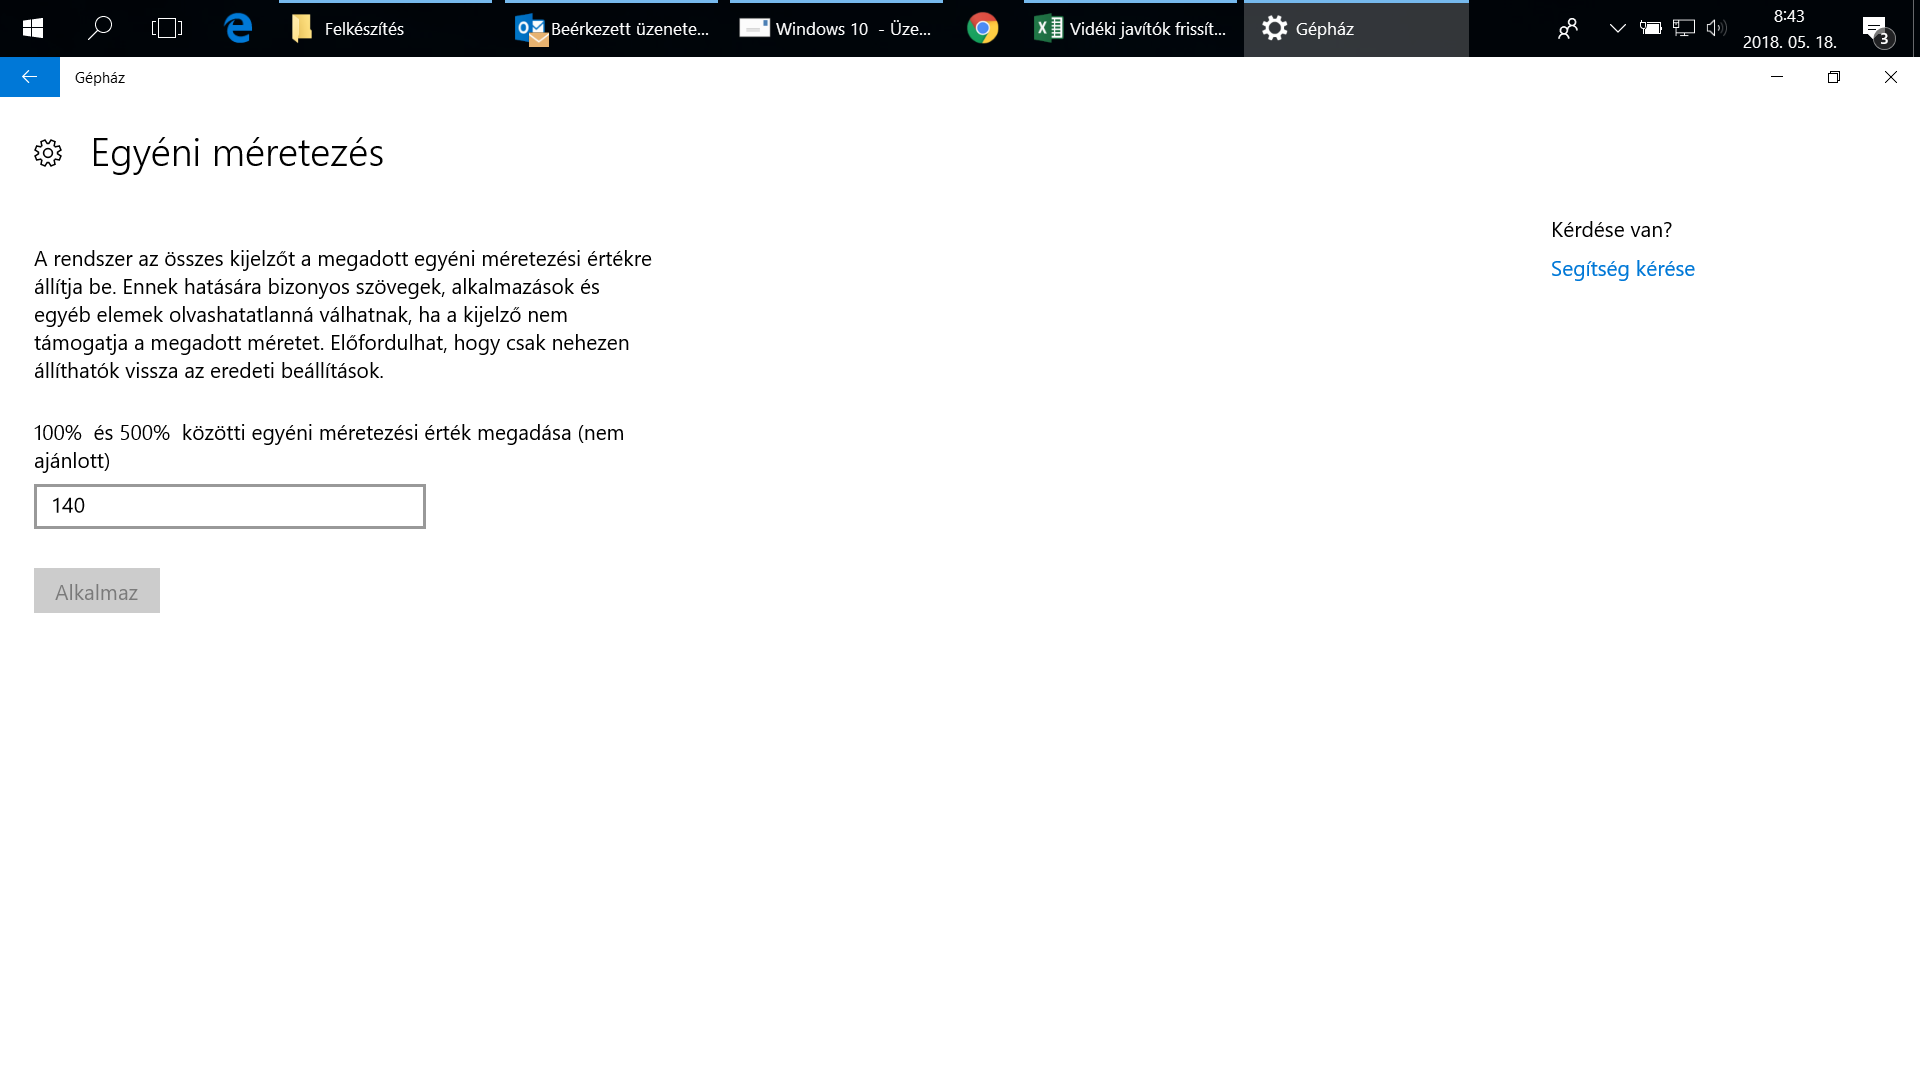 Felkészítés
Beérkezett üzenete...
Windows 10 - Üze...
Vidéki javítók frissít...
Gépház
8:43
2018. 05. 18.
3
Gépház
Egyéni méretezés
Kérdése van?
Segítség kérése
A rendszer az összes kijelzőt a megadott egyéni méretezési értékre
állítja be. Ennek hatására bizonyos szövegek, alkalmazások és
egyéb elemek olvashatatlanná válhatnak, ha a kijelző nem
támogatja a megadott méretet. Előfordulhat, hogy csak nehezen
állíthatók vissza az eredeti beállítások.
100% és 500% közötti egyéni méretezési érték megadása (nem
ajánlott)
140
Alkalmaz